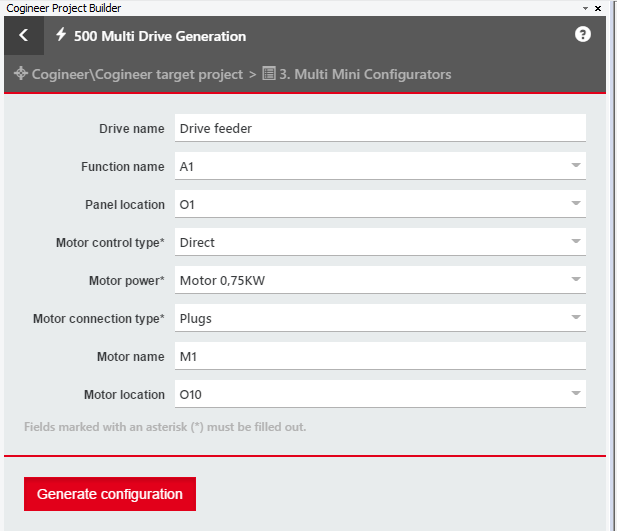 Cogineer Project Builder
500 Multi Drive Generation
Cogineer\Cogineer target project > 3. Multi Mini Configurators
Drive name Drive feeder
Function name A1
Panel location O1
Motor control type* Direct
Motor power* Motor 0,75KW
Motor connection type* Plugs
Motor name M1
Motor location O10
Fields marked with an asterisk (*) must be filled out.
Generate configuration